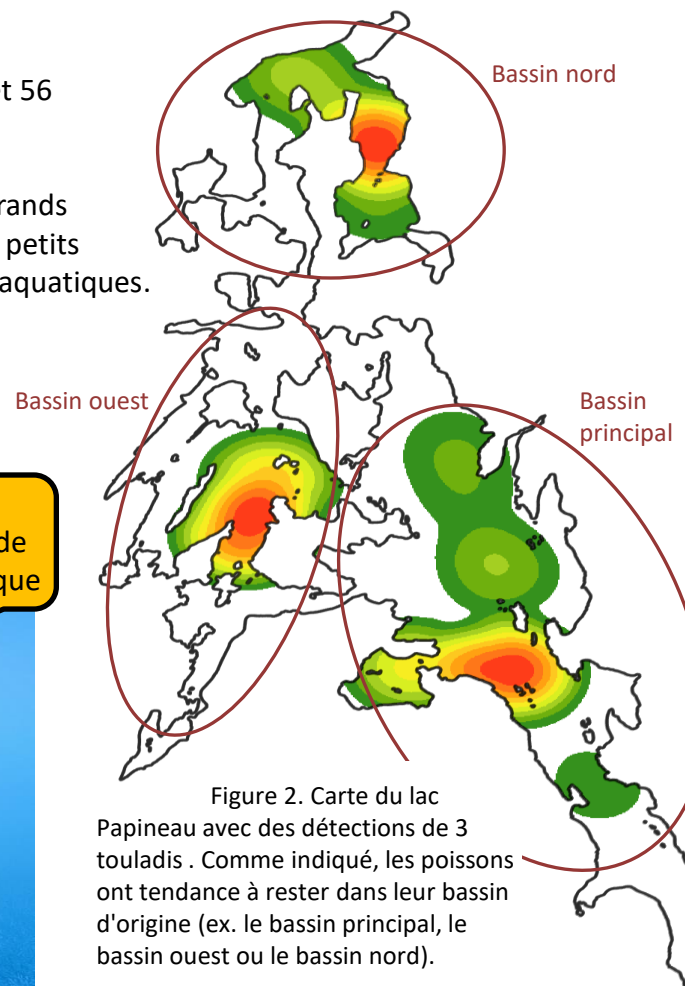 t 56
rands
petits
aquatiques.
Bassin nord
Bassin ouest
Bassin
principal
de
que
Figure 2. Carte du lac
Papineau avec des détections de 3
touladis . Comme indiqué, les poissons
ont tendance à rester dans leur bassin
d'origine (ex. le bassin principal, le
bassin ouest ou le bassin nord).